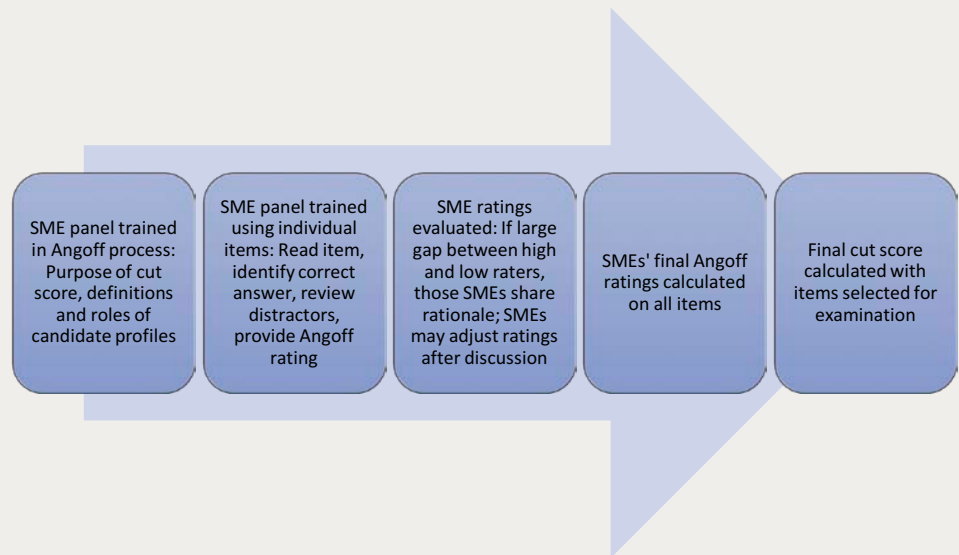 SME panel trained
in Angoff process:
Purpose of cut
score, definitions
and roles of
candidate profiles
SME panel trained
using individual
items: Read item,
identify correct
answer, review
distractors,
provide Angoff
rating
SME ratings
evaluated: If large
gap between high
and low raters,
those SMEs share
rationale; SMEs
may adjust ratings
after discussion
SMEs' final Angoff
ratings calculated
on all items
Final cut score
calculated with
items selected for
examination